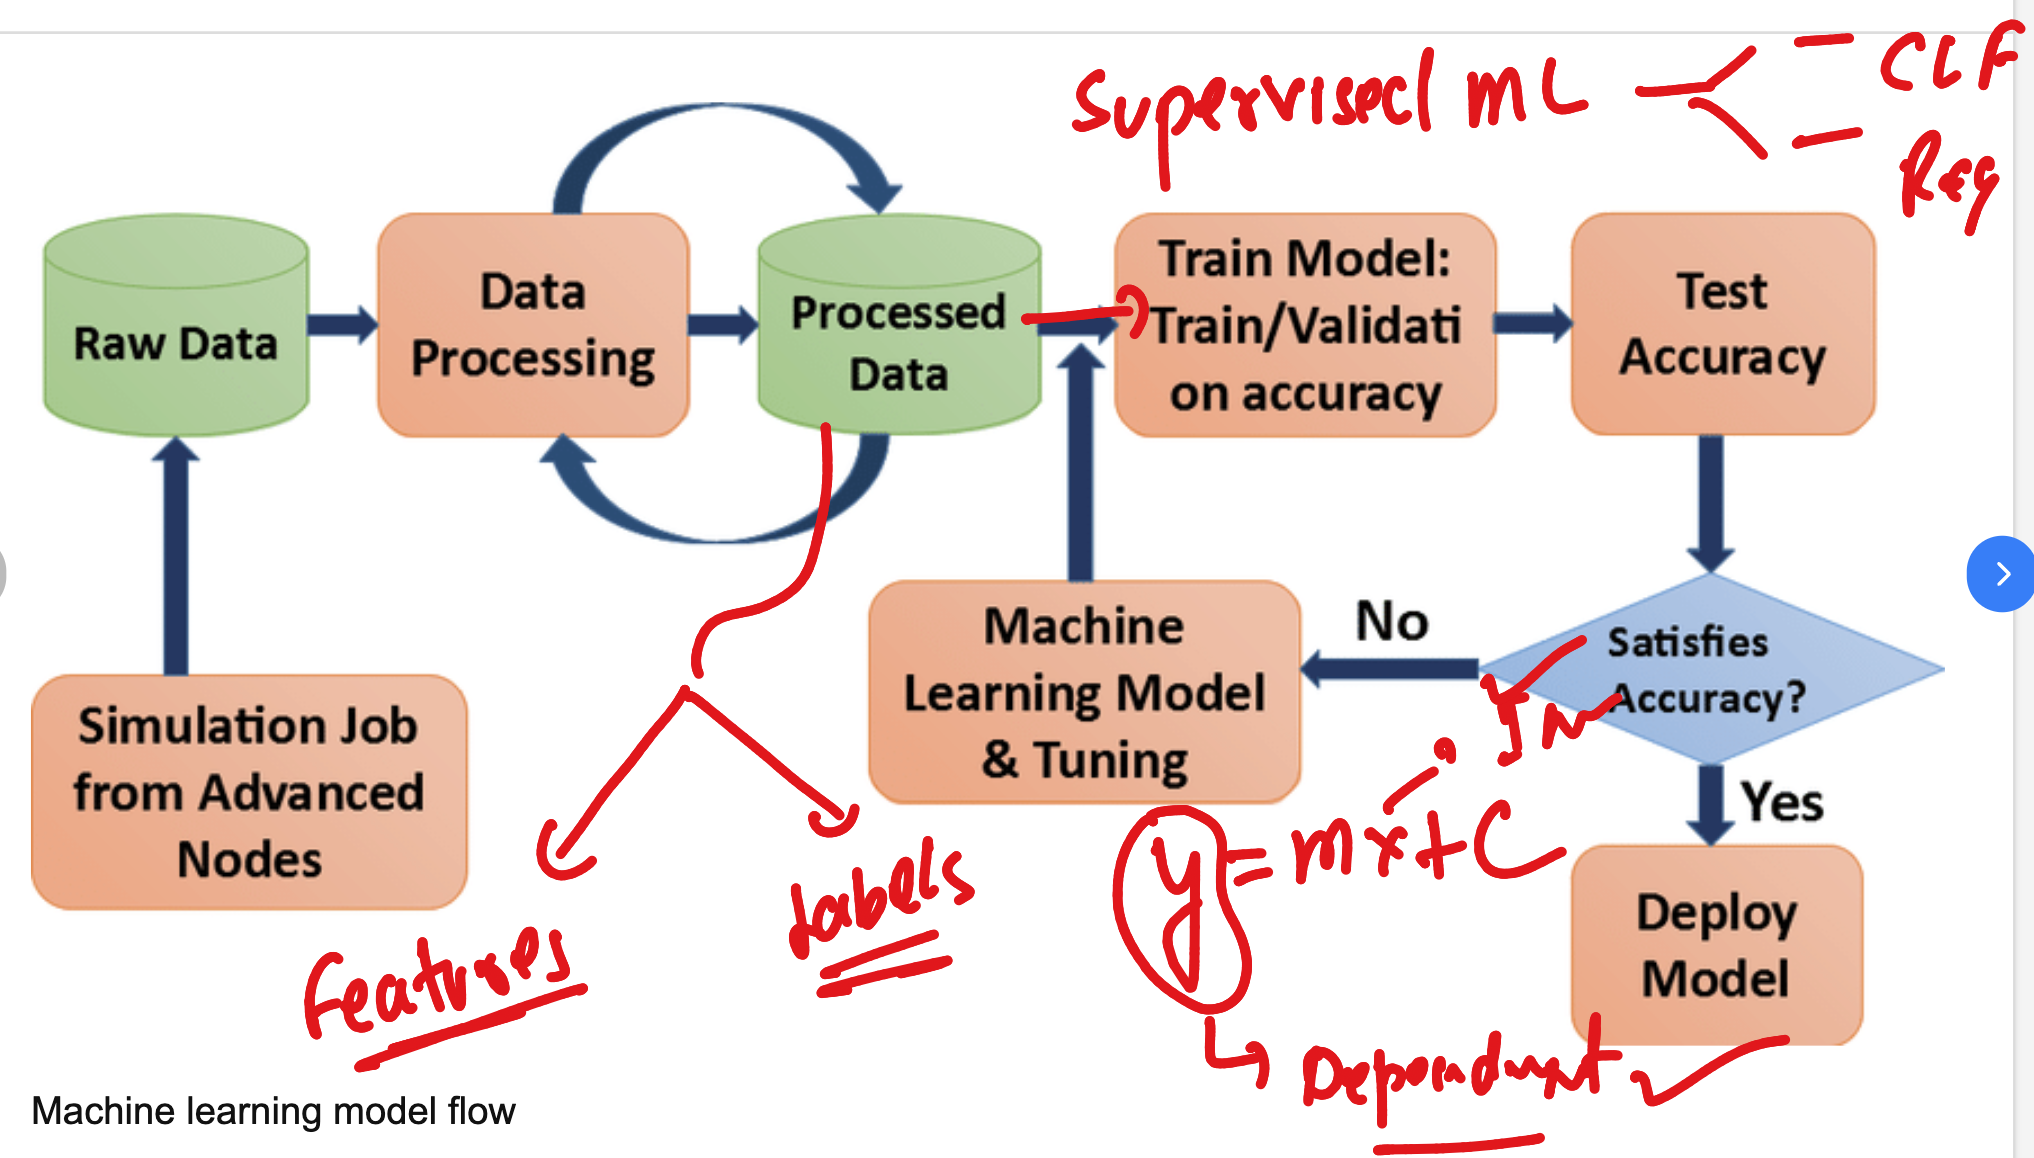 Supervised ML
CLF
Reg
Raw Data
Data
Processing
Processed
Data
Train Model:
Train/Validati
on accuracy
Test
Accuracy
Simulation Job
from Advanced
Nodes
Machine
Learning Model
& Tuning
No
Satisfies
Accuracy?
Yes
Deploy
Model
Features
Labels
y = mx + C
Dependent
Machine learning model flow